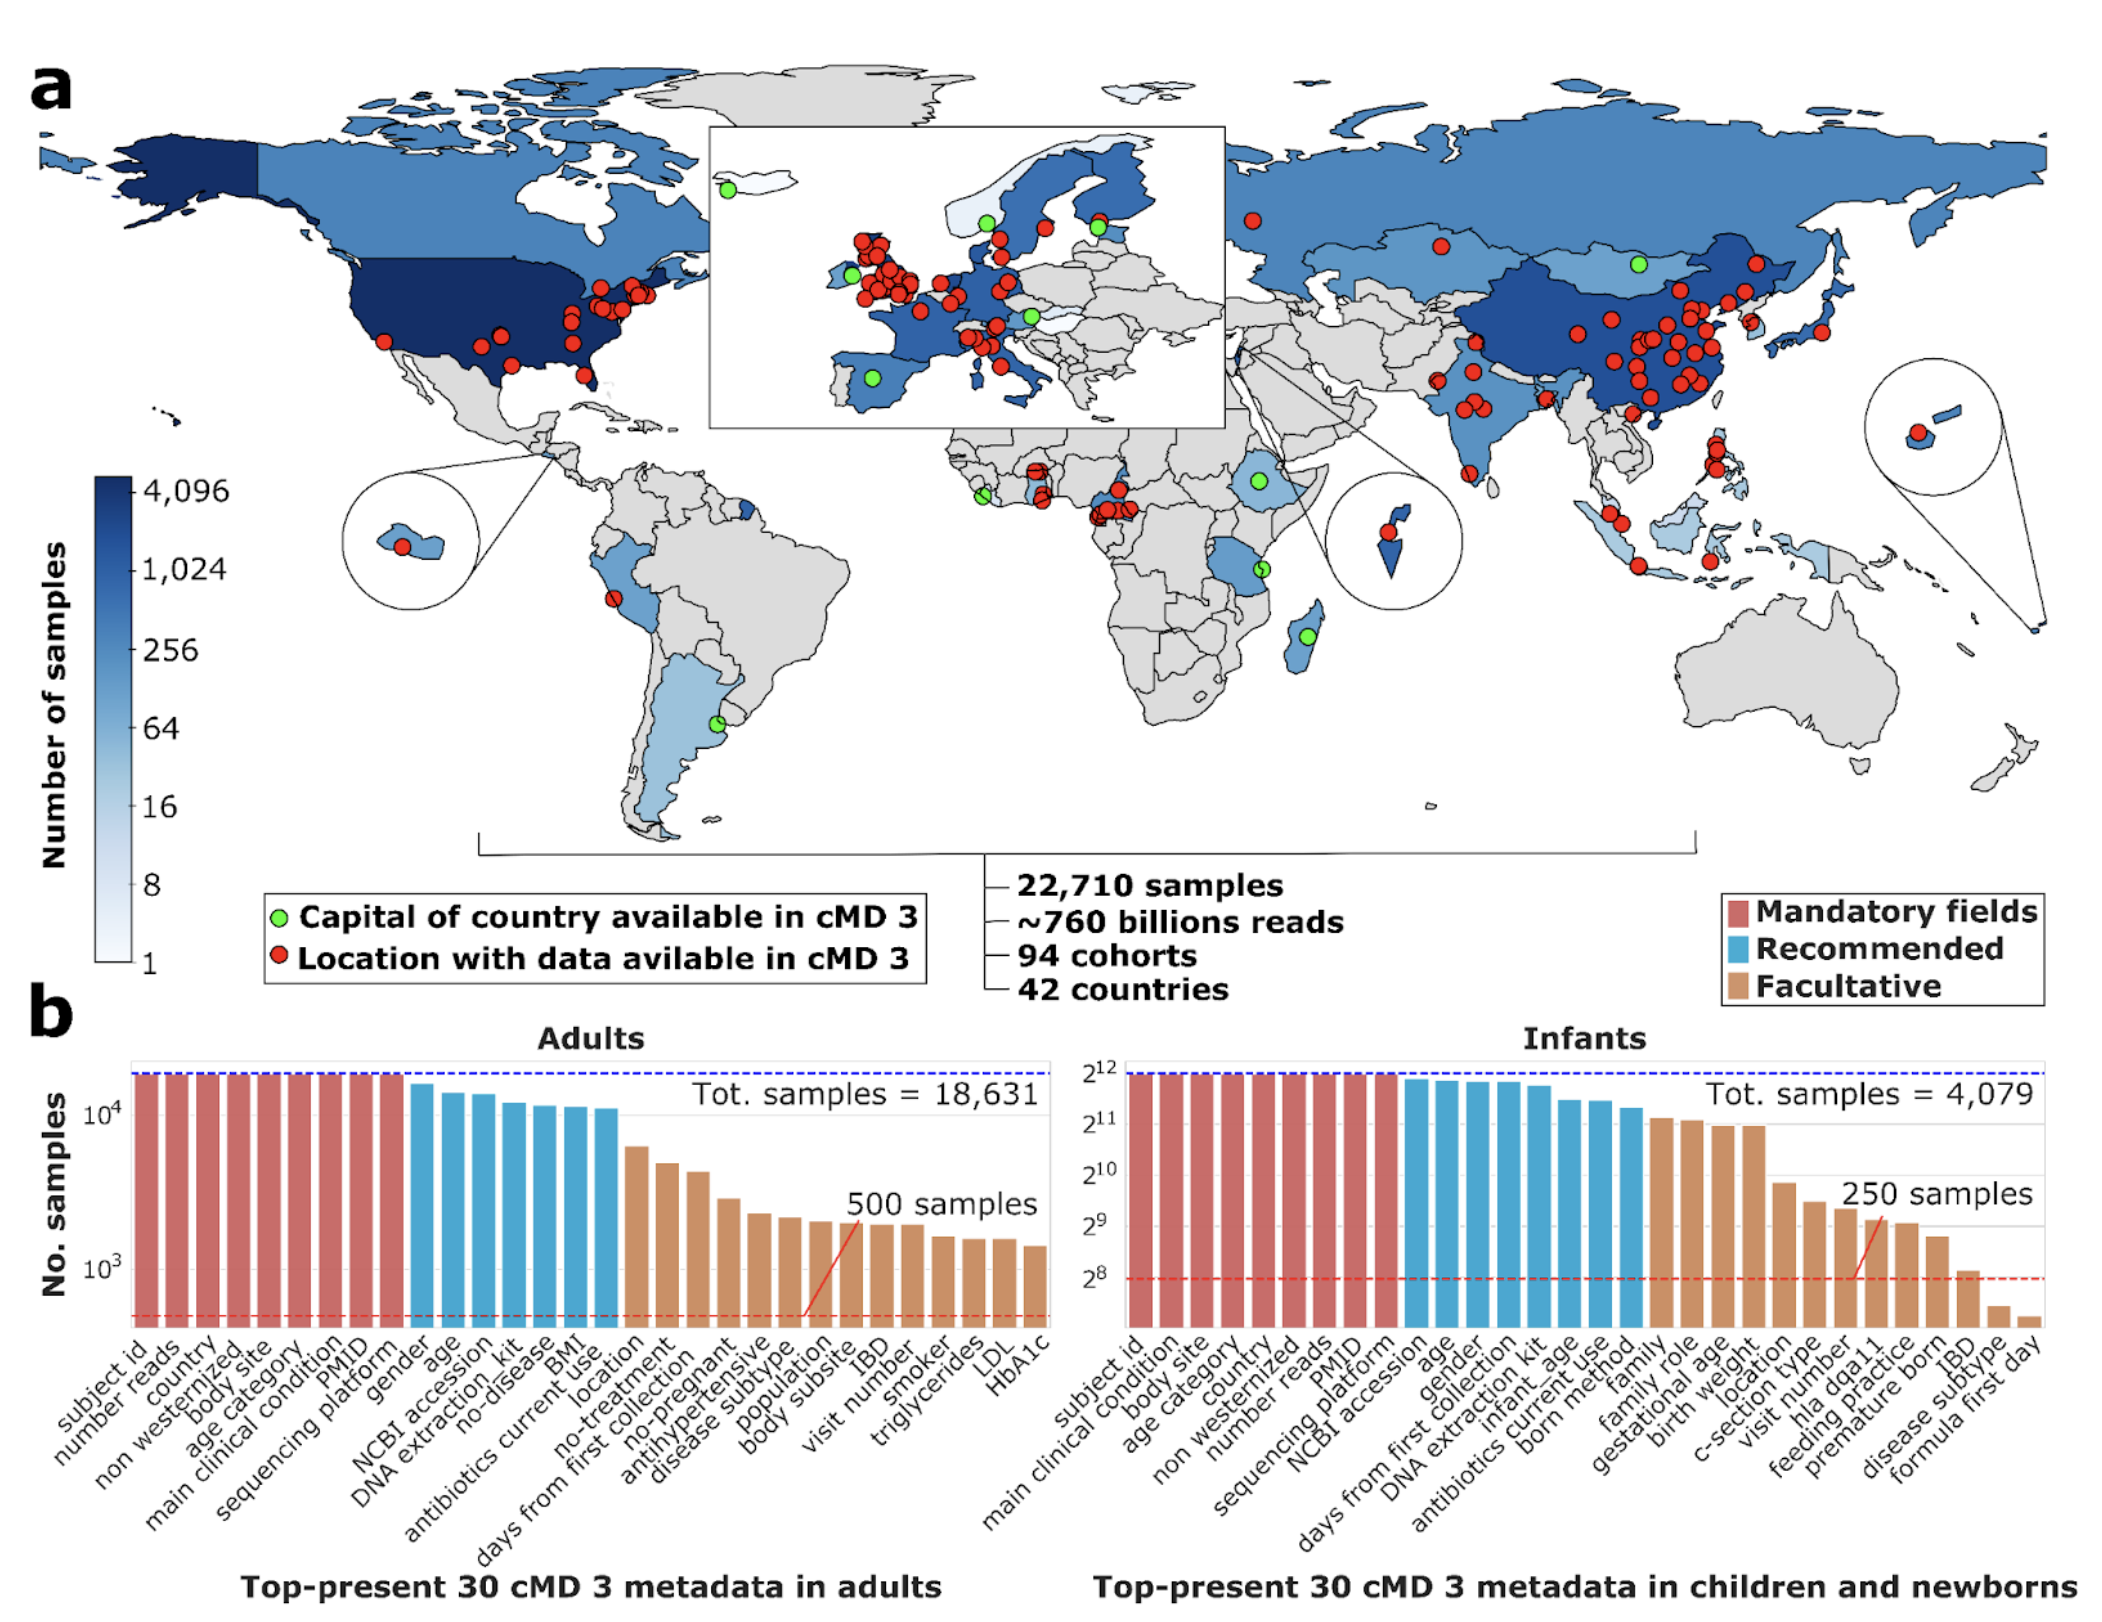 a
4,096
1,024
256
64
16
8
1
Number of samples
Capital of country available in cMD 3
Location with data avilable in cMD 3
22,710 samples
~760 billions reads
94 cohorts
42 countries
Mandatory fields
Recommended
Facultative
b
Adults
No. samples
10⁴
10³
Tot. samples = 18,631
500 samples
subject id
number reads
country
non westernized
body site
age category
main clinical condition
PMID
sequencing platform
gender
age
NCBI accession
DNA extraction kit
no-disease
BMI
antibiotics current use
location
no-treatment
days from first collection
no-pregnant
antihypertensive
disease subtype
population
body subsite
IBD
visit number
smoker
triglycerides
LDL
HbA1c
Top-present 30 cMD 3 metadata in adults
Infants
2¹²
2¹¹
2¹⁰
2⁹
2⁸
Tot. samples = 4,079
250 samples
subject id
main clinical condition
body site
age category
country
non westernized
number reads
PMID
sequencing platform
NCBI accession
age
gender
days from first collection
DNA extraction kit
infant_age
antibiotics current use
born method
family
family role
gestational age
birth weight
location
c-section type
visit number
hla dqa11
feeding practice
premature born
IBD
disease subtype
formula first day
Top-present 30 cMD 3 metadata in children and newborns